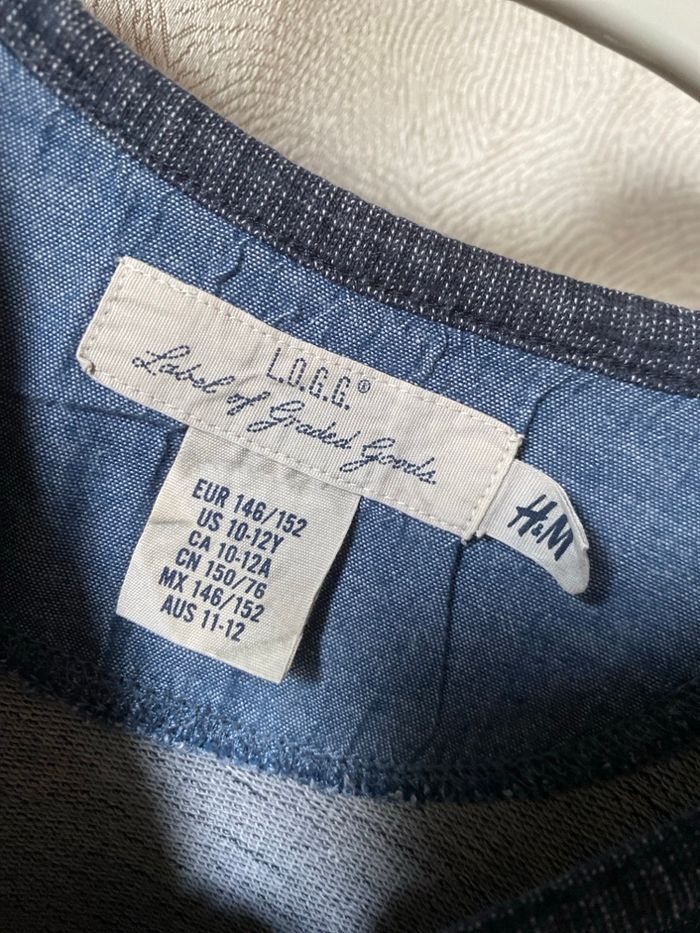 L.O.G.G.®
Label of Graded Goods
H&M
EUR 146/152
US 10-12Y
CA 10-12A
CN 150/76
MX 146/152
AUS 11-12